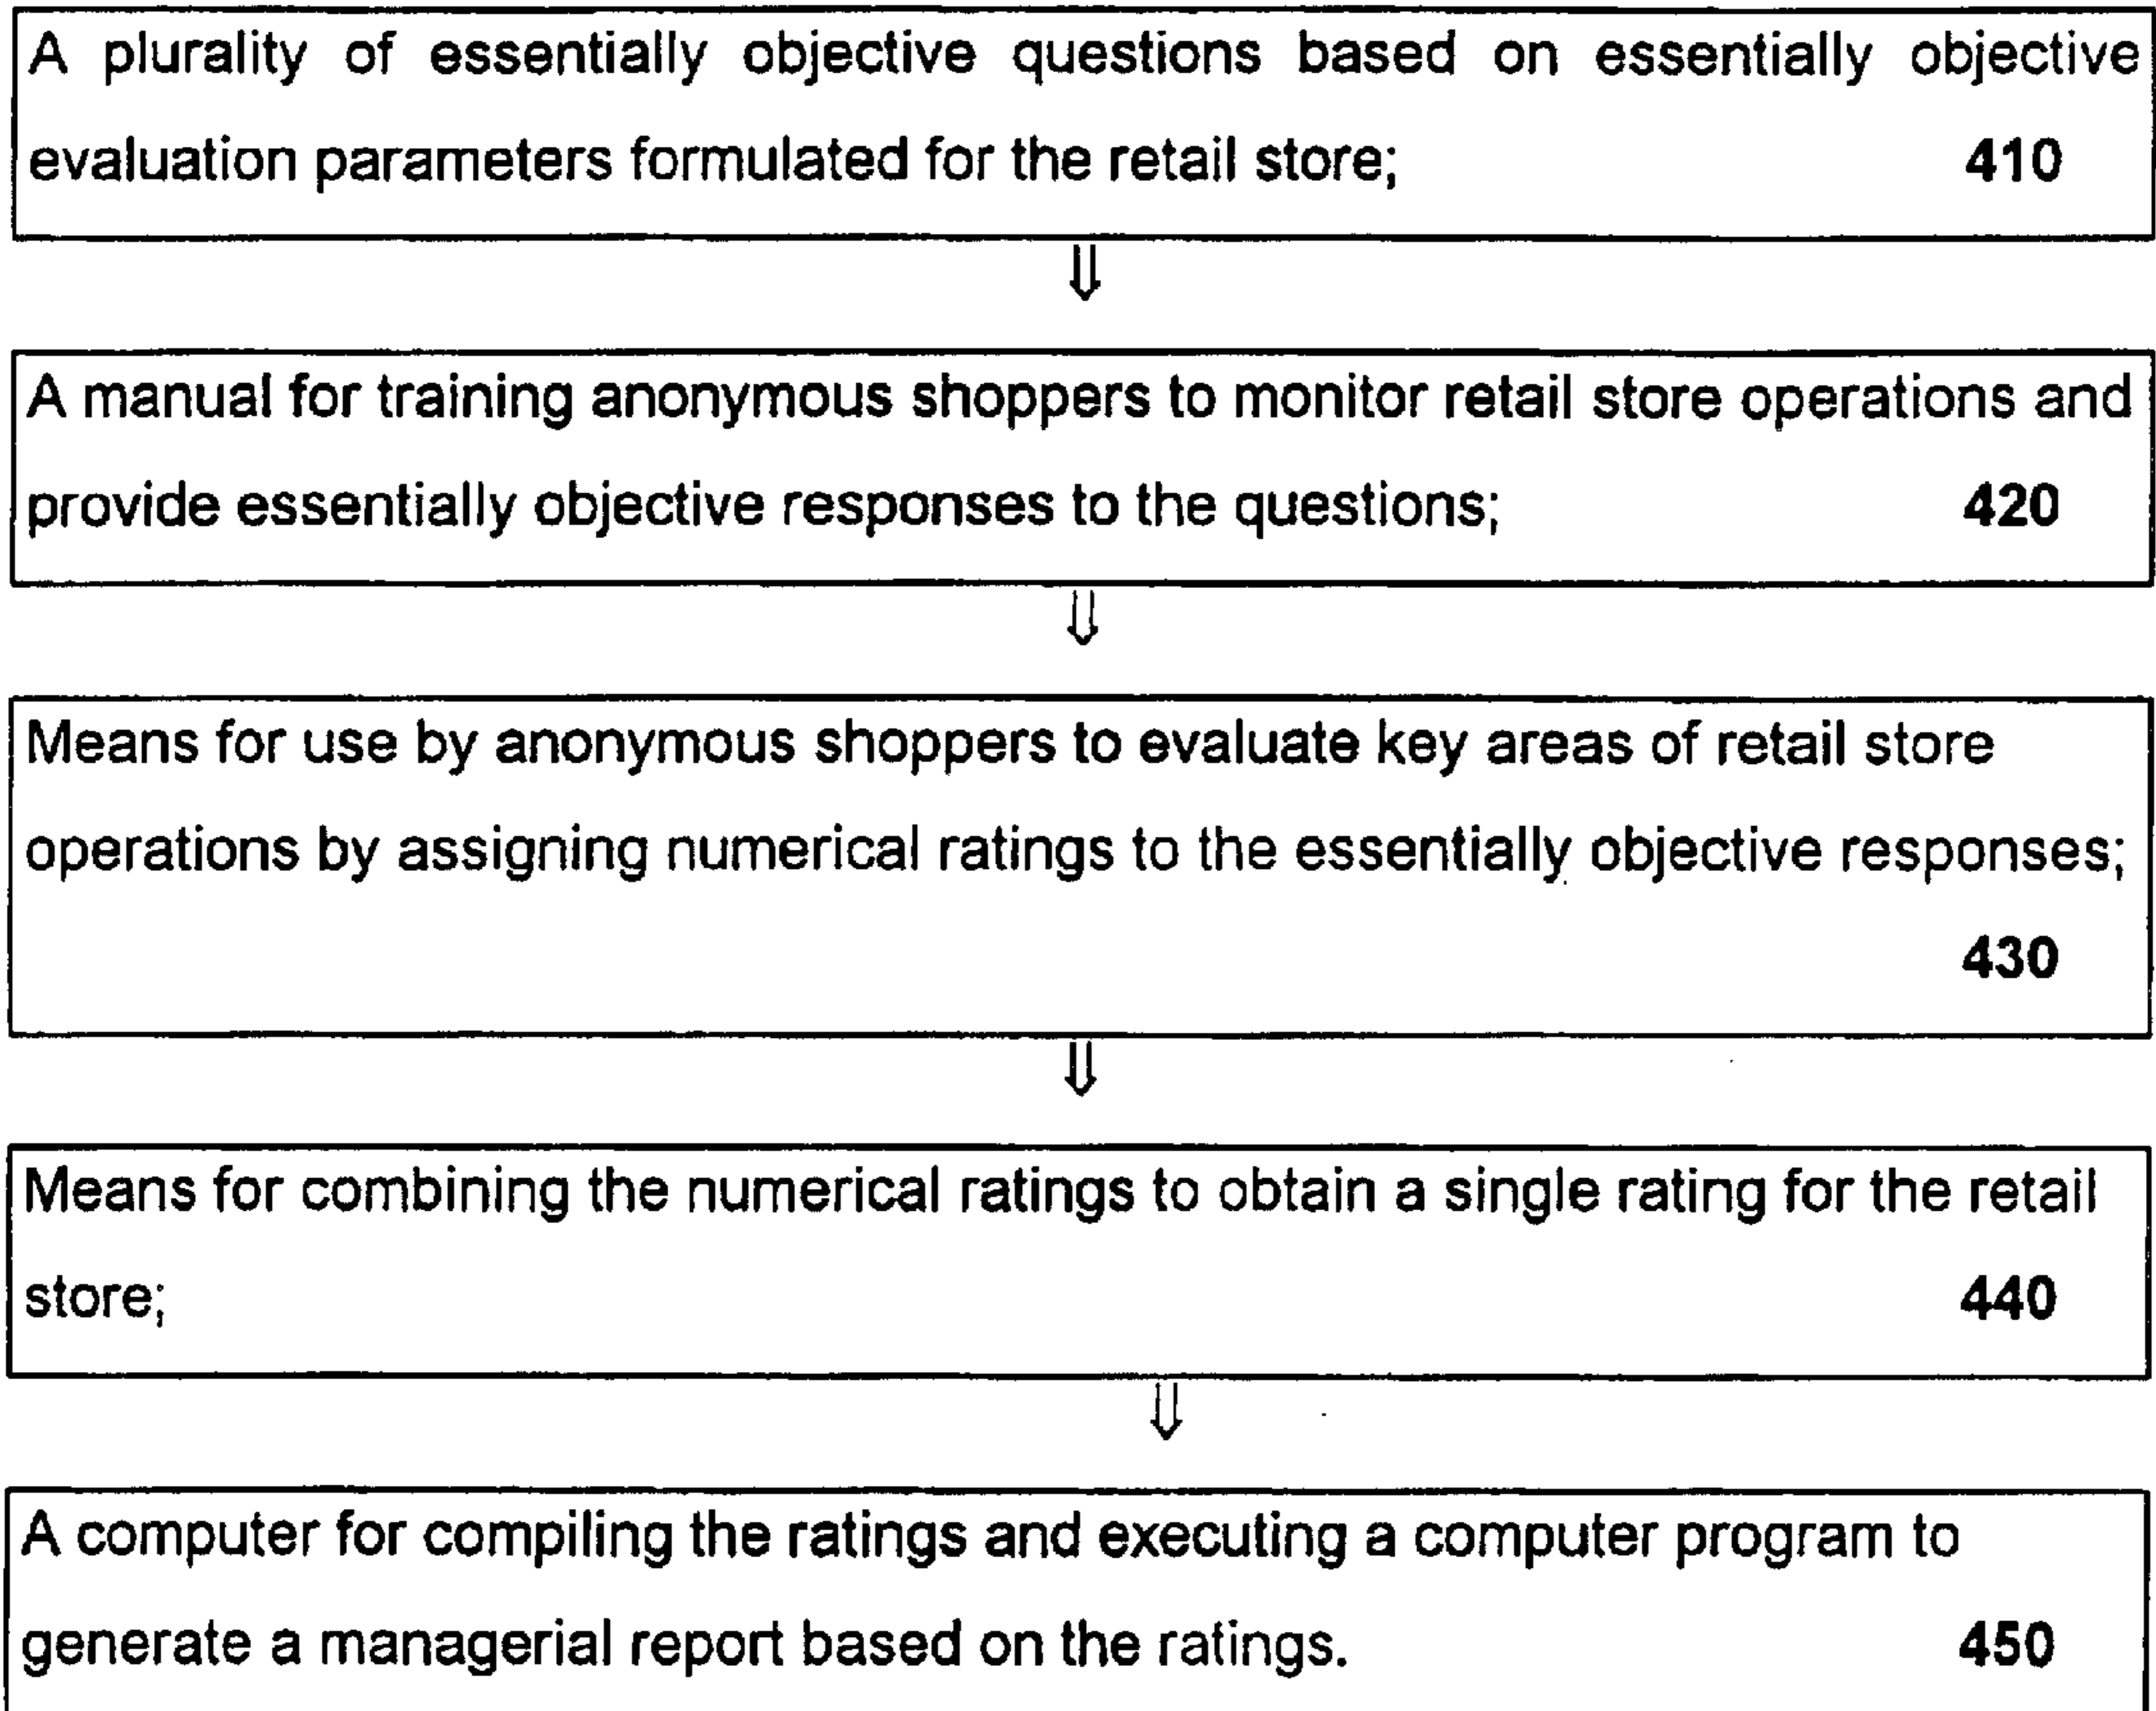 A plurality of essentially objective questions based on essentially objective
evaluation parameters formulated for the retail store; 410
⇓
A manual for training anonymous shoppers to monitor retail store operations and
provide essentially objective responses to the questions; 420
⇓
Means for use by anonymous shoppers to evaluate key areas of retail store
operations by assigning numerical ratings to the essentially objective responses;
430
⇓
Means for combining the numerical ratings to obtain a single rating for the retail
store; 440
⇓
A computer for compiling the ratings and executing a computer program to
generate a managerial report based on the ratings. 450